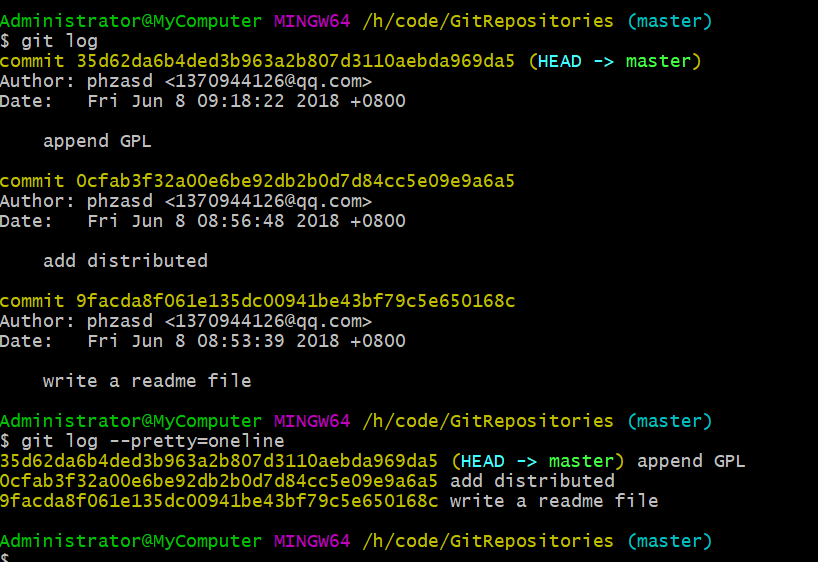 Administrator@MyComputer MINGW64 /h/code/GitRepositories (master)
$ git log
commit 35d62da6b4ded3b963a2b807d3110aebda969da5 (HEAD -> master)
Author: phzasd <1370944126@qq.com>
Date:   Fri Jun 8 09:18:22 2018 +0800
    append GPL
commit 0cfab3f32a00e6be92db2b0d7d84cc5e09e9a6a5
Author: phzasd <1370944126@qq.com>
Date:   Fri Jun 8 08:56:48 2018 +0800
    add distributed
commit 9facda8f061e135dc00941be43bf79c5e650168c
Author: phzasd <1370944126@qq.com>
Date:   Fri Jun 8 08:53:39 2018 +0800
    write a readme file
Administrator@MyComputer MINGW64 /h/code/GitRepositories (master)
$ git log --pretty=oneline
35d62da6b4ded3b963a2b807d3110aebda969da5 (HEAD -> master) append GPL
0cfab3f32a00e6be92db2b0d7d84cc5e09e9a6a5 add distributed
9facda8f061e135dc00941be43bf79c5e650168c write a readme file
Administrator@MyComputer MINGW64 /h/code/GitRepositories (master)
$